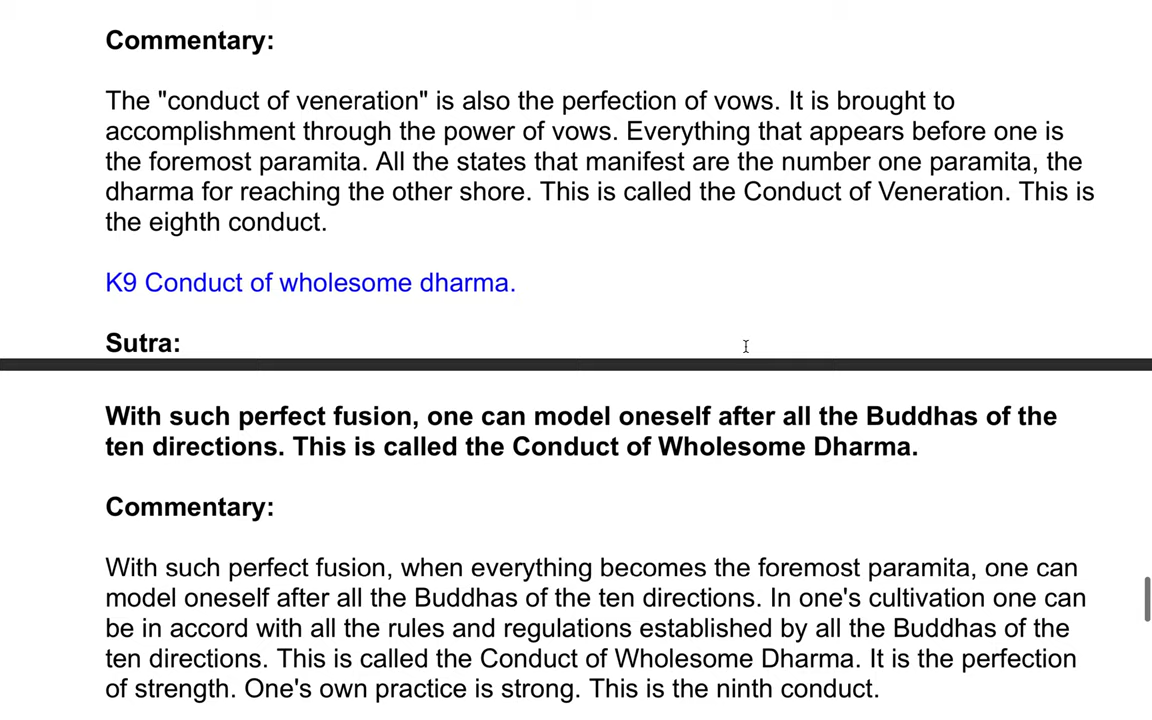 Commentary:
The "conduct of veneration" is also the perfection of vows. It is brought to
accomplishment through the power of vows. Everything that appears before one is
the foremost paramita. All the states that manifest are the number one paramita, the
dharma for reaching the other shore. This is called the Conduct of Veneration. This is
the eighth conduct.
K9 Conduct of wholesome dharma.
Sutra:
With such perfect fusion, one can model oneself after all the Buddhas of the
ten directions. This is called the Conduct of Wholesome Dharma.
Commentary:
With such perfect fusion, when everything becomes the foremost paramita, one can
model oneself after all the Buddhas of the ten directions. In one's cultivation one can
be in accord with all the rules and regulations established by all the Buddhas of the
ten directions. This is called the Conduct of Wholesome Dharma. It is the perfection
of strength. One's own practice is strong. This is the ninth conduct.